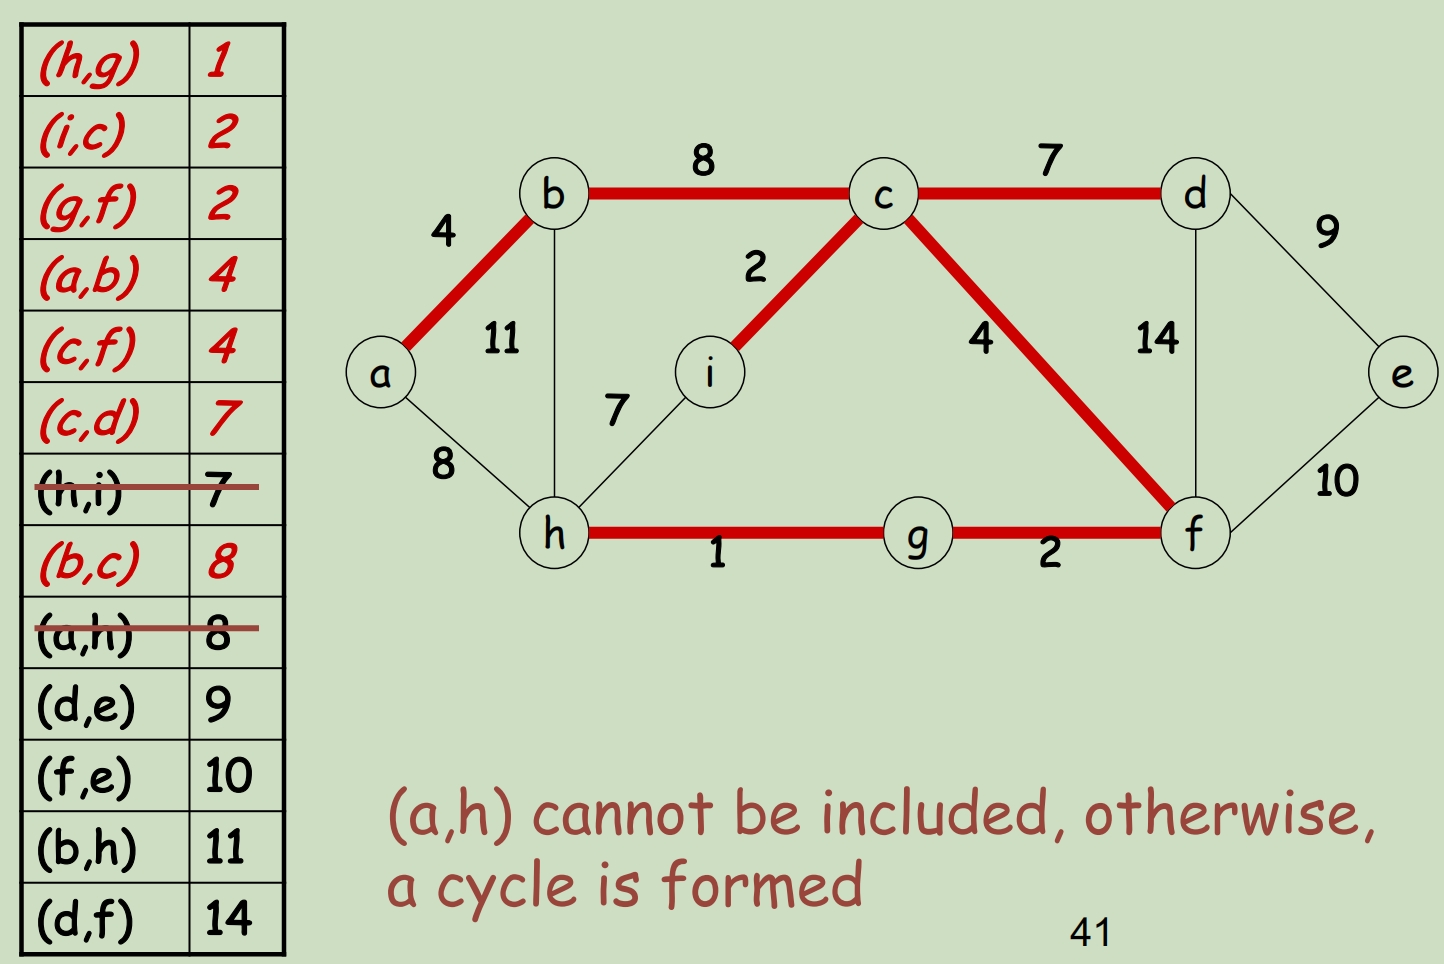 (h,g) 1
(i,c) 2
(g,f) 2
(a,b) 4
(c,f) 4
(c,d) 7
(h,i) 7
(b,c) 8
(a,h) 8
(d,e) 9
(f,e) 10
(b,h) 11
(d,f) 14
8 7
b c d
4 2 9
11 4 14
a i e
7
8 10
h g f
1 2
(a,h) cannot be included, otherwise,
a cycle is formed
41